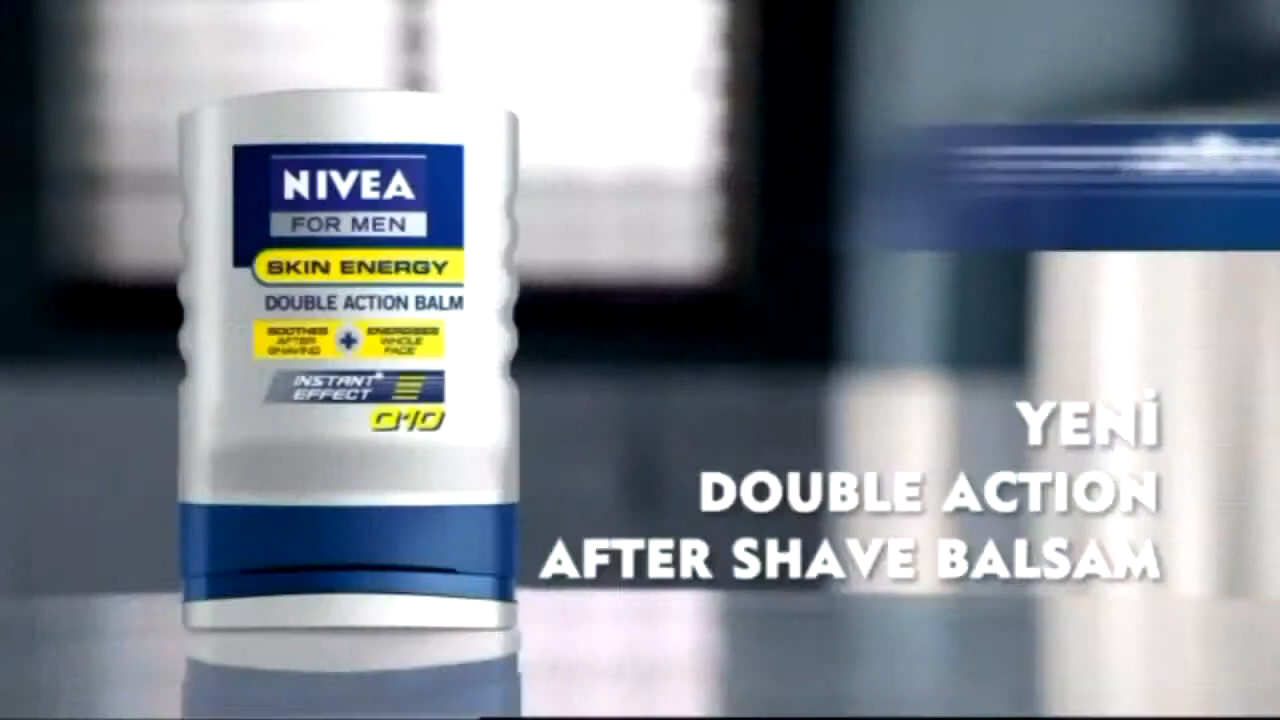 NIVEA
FOR MEN
SKIN ENERGY
DOUBLE ACTION BALM
SOOTHES
AFTER
SHAVING
+
ENERGISES
WHOLE
FACE
INSTANT
EFFECT
Q10
YENİ
DOUBLE ACTION
AFTER SHAVE BALSAM